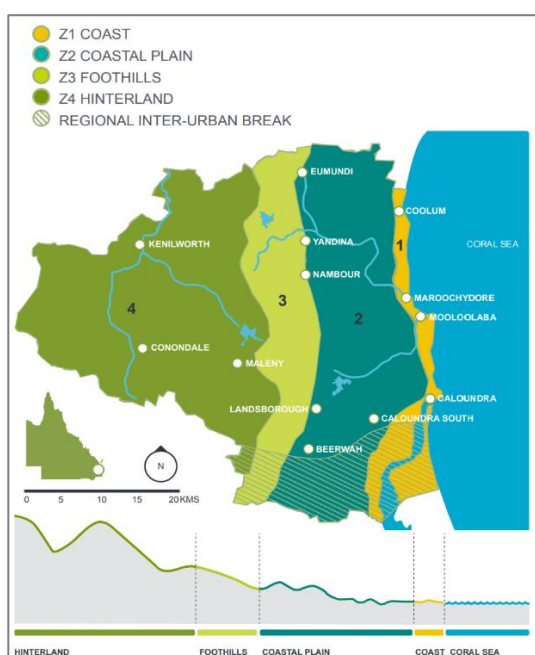 Z1 COAST
Z2 COASTAL PLAIN
Z3 FOOTHILLS
Z4 HINTERLAND
REGIONAL INTER-URBAN BREAK
EUMUNDI
COOLUM
KENILWORTH
YANDINA
1
CORAL SEA
NAMBOUR
MAROOCHYDORE
4
3
2
MOOLOOLABA
CONONDALE
MALENY
CALOUNDRA
LANDSBOROUGH
CALOUNDRA SOUTH
BEERWAH
N
0 5 10 15 20KMS
HINTERLAND FOOTHILLS COASTAL PLAIN COAST CORAL SEA